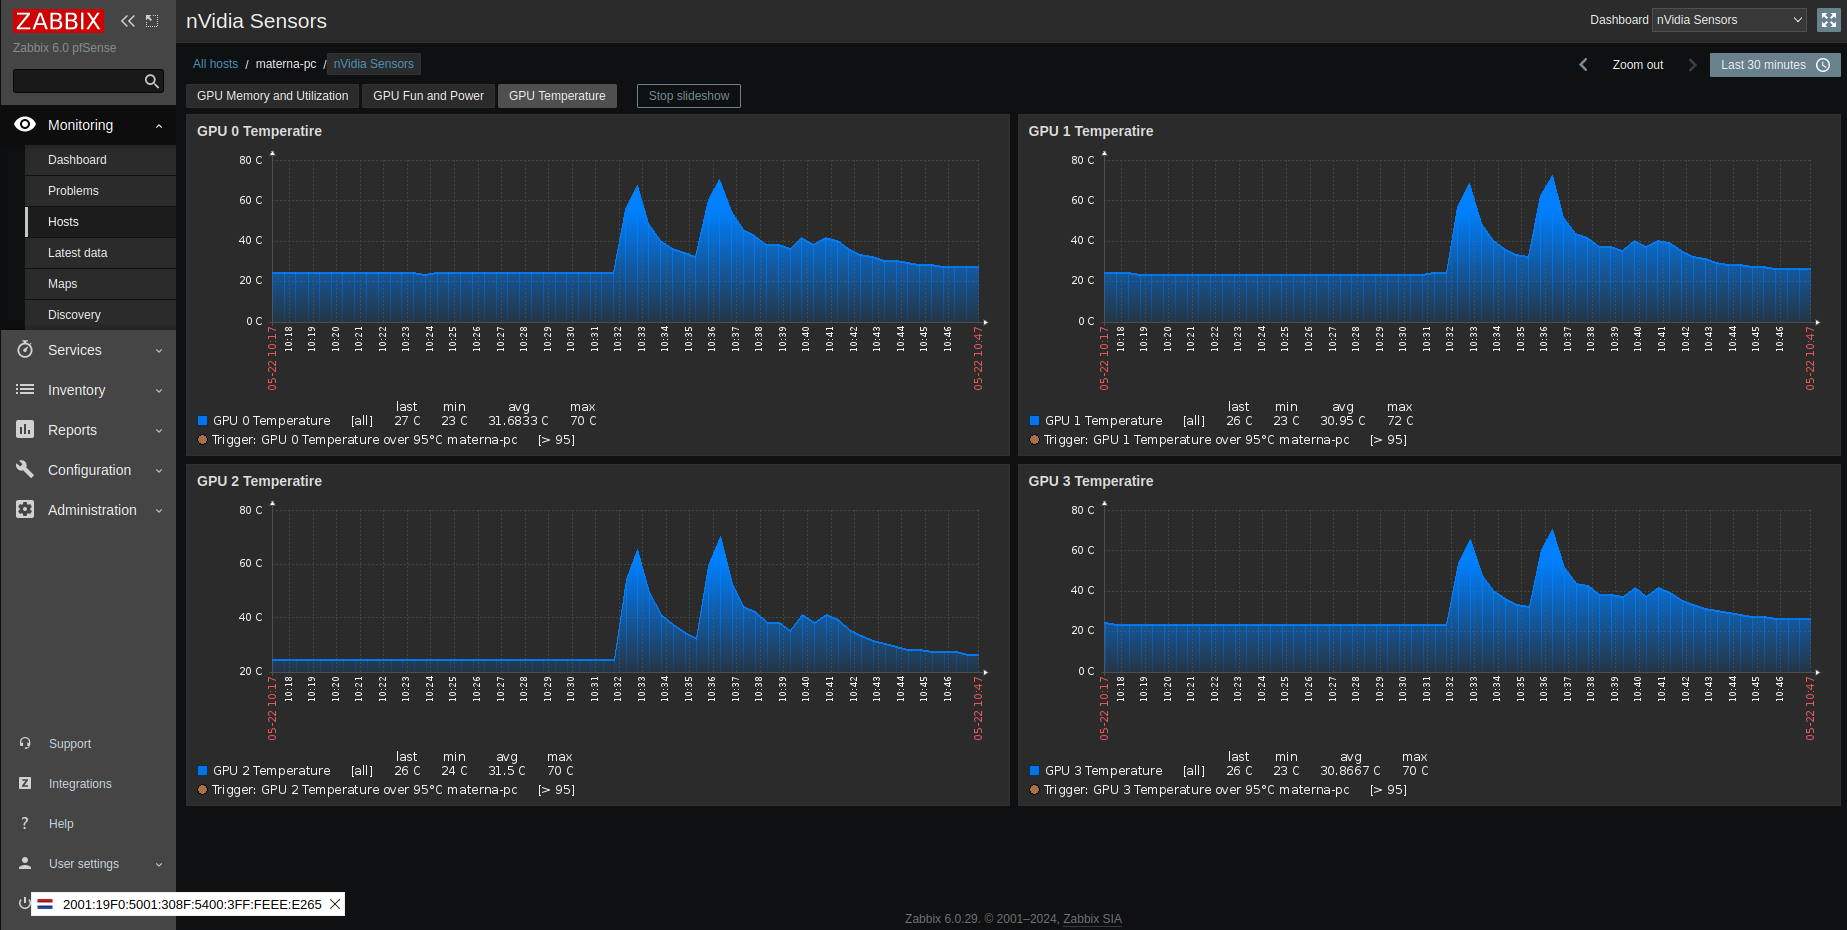 ZABBIX
Zabbix 6.0 pfSense
Monitoring
Dashboard
Problems
Hosts
Latest data
Maps
Discovery
Services
Inventory
Reports
Configuration
Administration
Support
Integrations
Help
User settings
2001:19F0:5001:308F:5400:3FF:FEEE:E265
nVidia Sensors
Dashboard nVidia Sensors
All hosts / materna-pc / nVidia Sensors
Zoom out Last 30 minutes
GPU Memory and Utilization GPU Fun and Power GPU Temperature Stop slideshow
GPU 0 Temperatire
80 C
60 C
40 C
20 C
0 C
05-22 10:17 10:18 10:19 10:20 10:21 10:22 10:23 10:24 10:25 10:26 10:27 10:28 10:29 10:30 10:31 10:32 10:33 10:34 10:35 10:36 10:37 10:38 10:39 10:40 10:41 10:42 10:43 10:44 10:45 10:46 05-22 10:47
last min avg max
GPU 0 Temperature [all] 27 C 23 C 31.6833 C 70 C
Trigger: GPU 0 Temperature over 95°C materna-pc [> 95]
GPU 1 Temperatire
80 C
60 C
40 C
20 C
0 C
05-22 10:17 10:18 10:19 10:20 10:21 10:22 10:23 10:24 10:25 10:26 10:27 10:28 10:29 10:30 10:31 10:32 10:33 10:34 10:35 10:36 10:37 10:38 10:39 10:40 10:41 10:42 10:43 10:44 10:45 10:46 05-22 10:47
last min avg max
GPU 1 Temperature [all] 26 C 23 C 30.95 C 72 C
Trigger: GPU 1 Temperature over 95°C materna-pc [> 95]
GPU 2 Temperatire
80 C
60 C
40 C
20 C
05-22 10:17 10:18 10:19 10:20 10:21 10:22 10:23 10:24 10:25 10:26 10:27 10:28 10:29 10:30 10:31 10:32 10:33 10:34 10:35 10:36 10:37 10:38 10:39 10:40 10:41 10:42 10:43 10:44 10:45 10:46 05-22 10:47
last min avg max
GPU 2 Temperature [all] 26 C 24 C 31.5 C 70 C
Trigger: GPU 2 Temperature over 95°C materna-pc [> 95]
GPU 3 Temperatire
80 C
60 C
40 C
20 C
0 C
05-22 10:17 10:18 10:19 10:20 10:21 10:22 10:23 10:24 10:25 10:26 10:27 10:28 10:29 10:30 10:31 10:32 10:33 10:34 10:35 10:36 10:37 10:38 10:39 10:40 10:41 10:42 10:43 10:44 10:45 10:46 05-22 10:47
last min avg max
GPU 3 Temperature [all] 26 C 23 C 30.8667 C 70 C
Trigger: GPU 3 Temperature over 95°C materna-pc [> 95]
Zabbix 6.0.29. © 2001–2024, Zabbix SIA